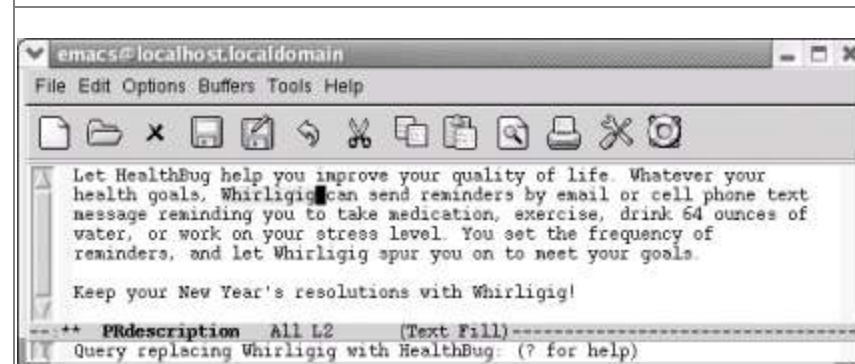 emacs@localhost.localdomain
File Edit Options Buffers Tools Help
Let HealthBug help you improve your quality of life. Whatever your
health goals, Whirligig can send reminders by email or cell phone text
message reminding you to take medication, exercise, drink 64 ounces of
water, or work on your stress level. You set the frequency of
reminders, and let Whirligig spur you on to meet your goals.
Keep your New Year's resolutions with Whirligig!
--:** PRdescription All L2 (Text Fill)----------------------------------
Query replacing Whirligig with HealthBug: (? for help)